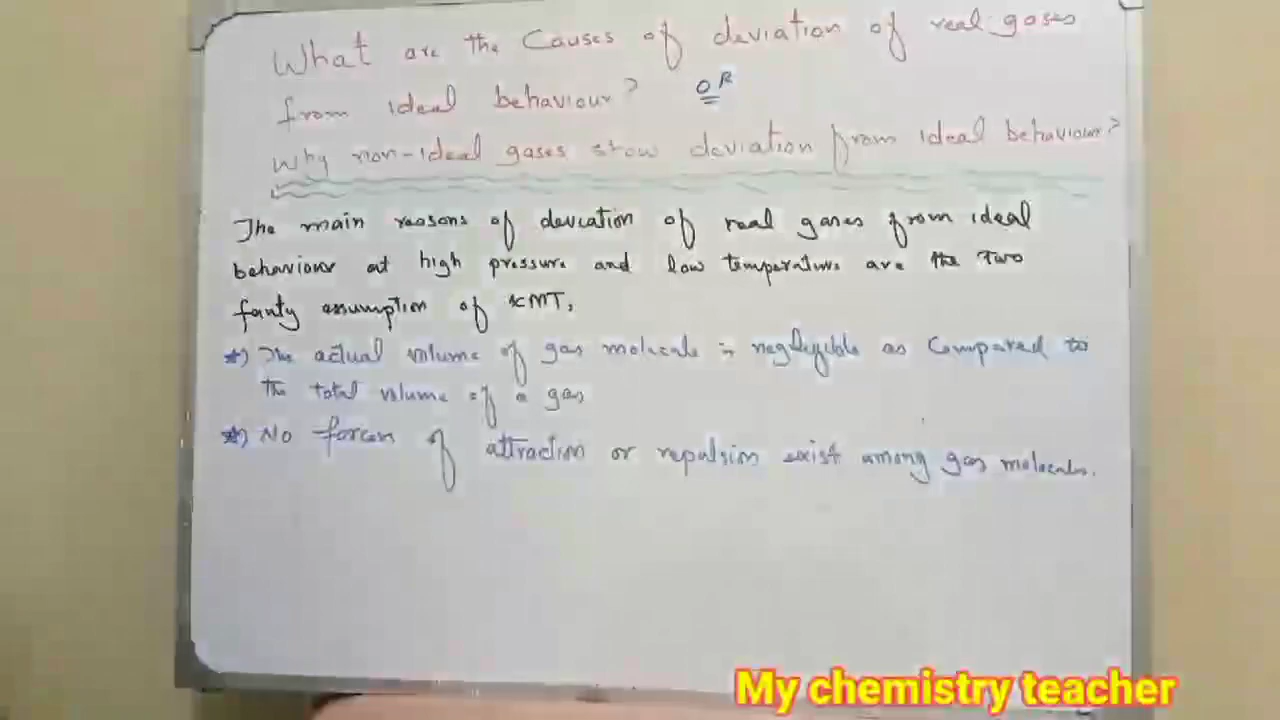 What are the Causes of deviation of real gases
from ideal behaviour? OR
Why non-ideal gases show deviation from ideal behaviour?
The main reasons of deviation of real gases from ideal
behaviour at high pressure and low temperature are the two
faulty assumption of KMT.
*) The actual volume of gas molecule is negligible as Compared to
the total volume of a gas
*) No forces of attraction or repulsion exist among gas molecules.
My chemistry teacher